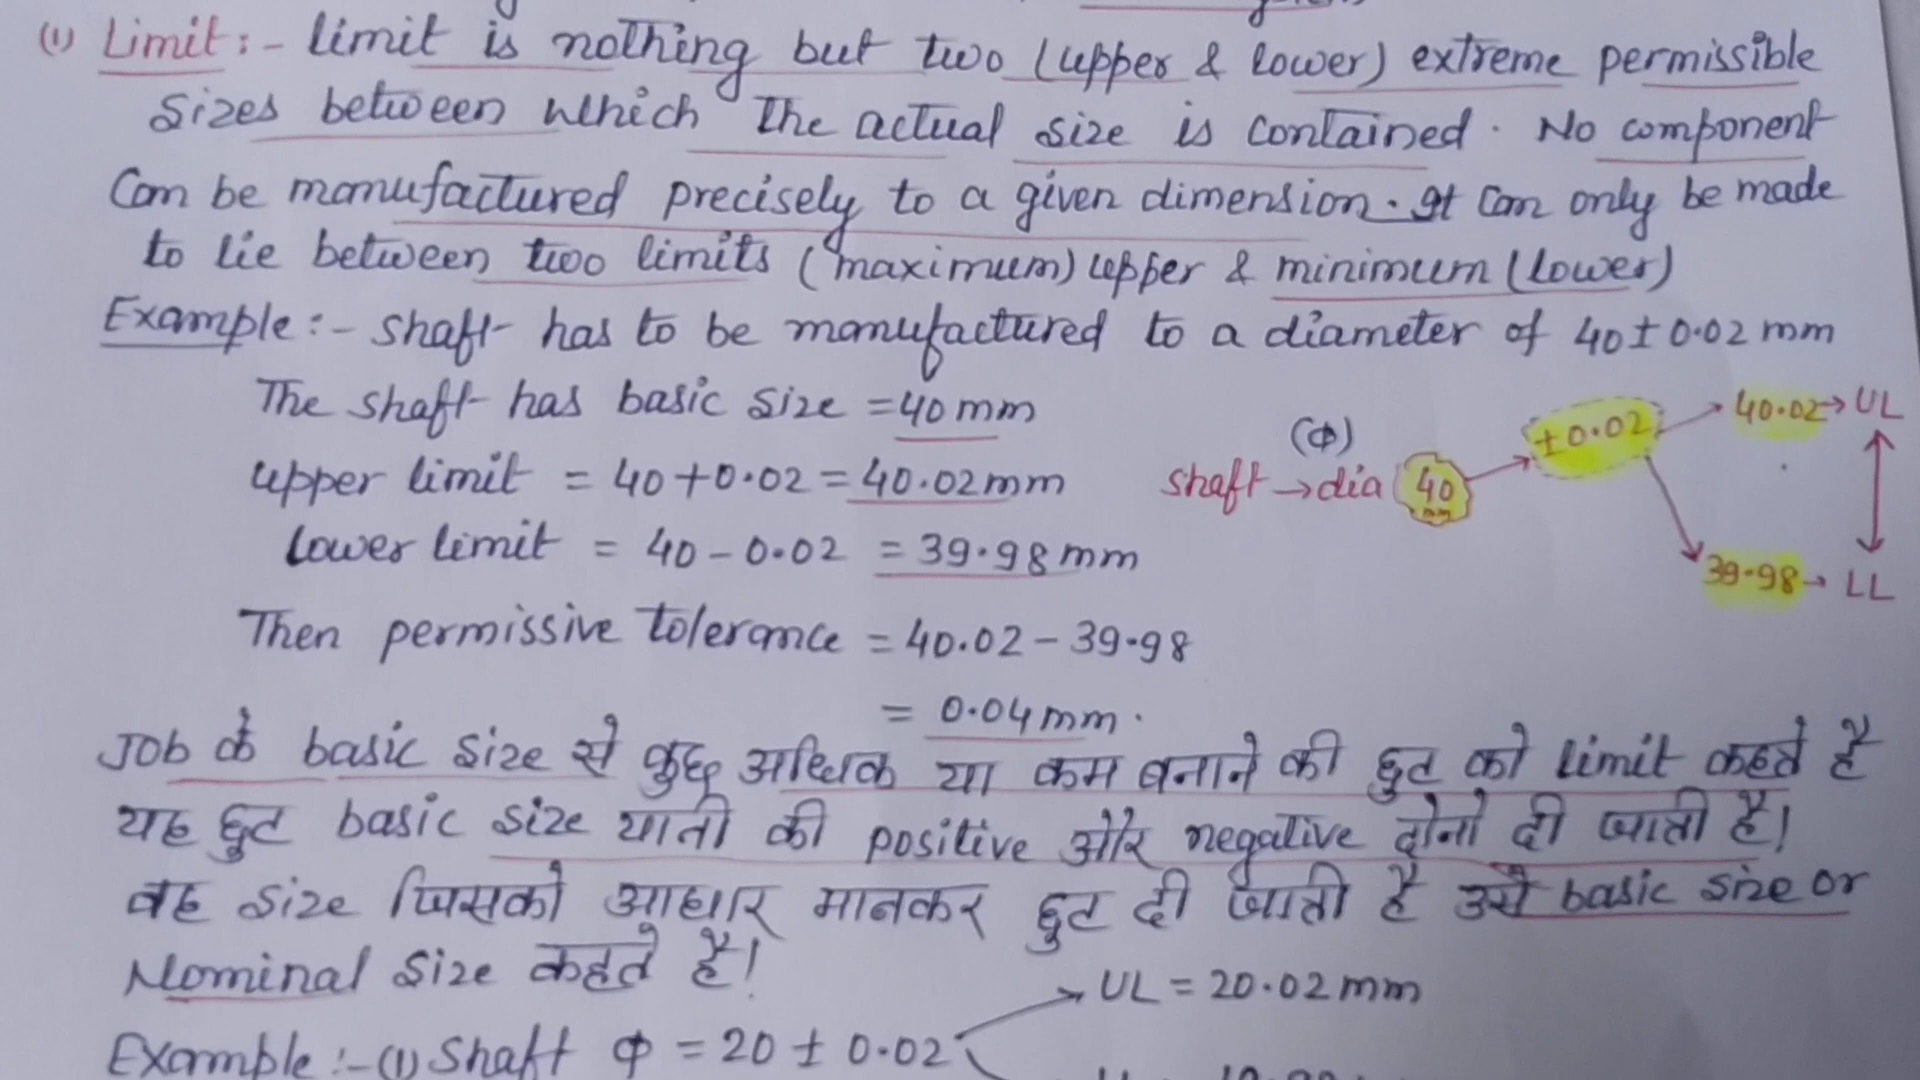 (1) Limit :- limit is nothing but two (upper & lower) extreme permissible
sizes between which the actual size is contained. No component
can be manufactured precisely to a given dimension. It can only be made
to lie between two limits (maximum) upper & minimum (lower)
Example :- shaft has to be manufactured to a diameter of 40 ± 0.02 mm
The shaft has basic size = 40 mm
upper limit = 40 + 0.02 = 40.02 mm
lower limit = 40 - 0.02 = 39.98 mm
(Φ)
shaft → dia 40 mm
± 0.02
40.02 → UL
39.98 → LL
Then permissive tolerance = 40.02 - 39.98
= 0.04 mm.
Job के basic size से कुछ अधिक या कम बनाने की छुट को limit कहते हैं
यह छुट basic size यानी की positive और negative दोनो दी जाती है।
वह size जिसको आधार मानकर छुट दी जाती है उसे basic size or
Nominal size कहते हैं।
UL = 20.02 mm
Example :- (1) Shaft Φ = 20 ± 0.02